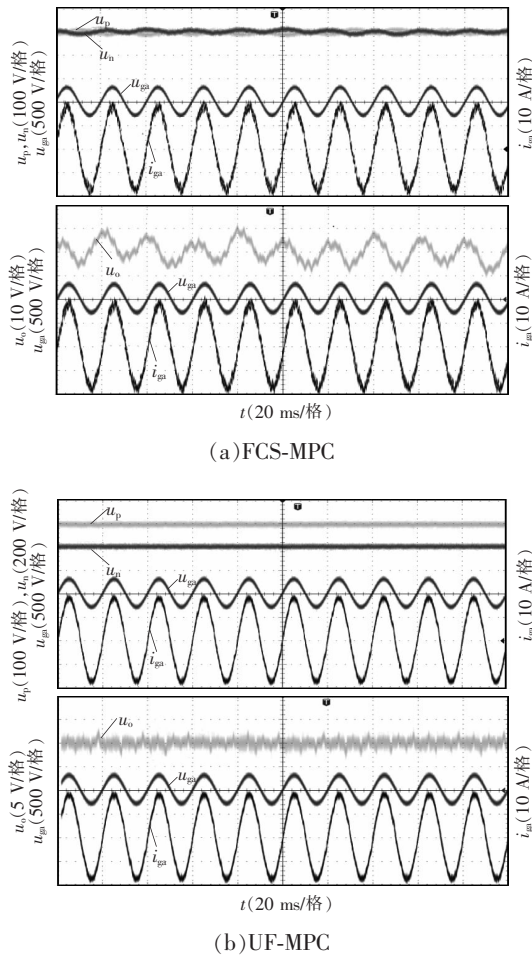 u_p
u_n
u_ga
i_ga
u_p,u_n(100 V/格)
u_ga(500 V/格)
i_ga(10 A/格)
T
u_o
u_ga
i_ga
u_o(10 V/格)
u_ga(500 V/格)
i_ga(10 A/格)
T
t(20 ms/格)
(a)FCS-MPC
u_p
u_n
u_ga
i_ga
u_p(100 V/格),u_n(200 V/格)
u_ga(500 V/格)
i_ga(10 A/格)
T
u_o
u_ga
i_ga
u_o(5 V/格)
u_ga(500 V/格)
i_ga(10 A/格)
T
t(20 ms/格)
(b)UF-MPC